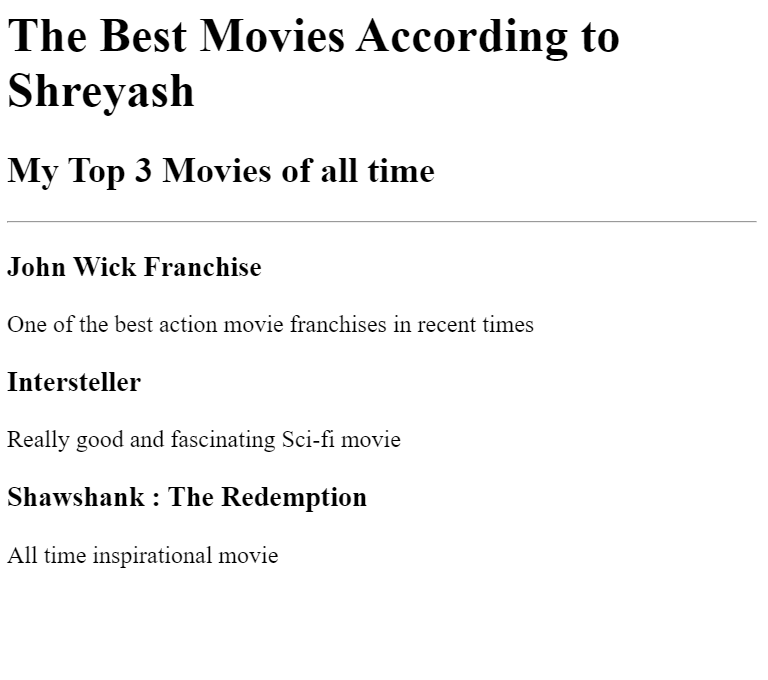 The Best Movies According to
Shreyash
My Top 3 Movies of all time
John Wick Franchise
One of the best action movie franchises in recent times
Intersteller
Really good and fascinating Sci-fi movie
Shawshank : The Redemption
All time inspirational movie